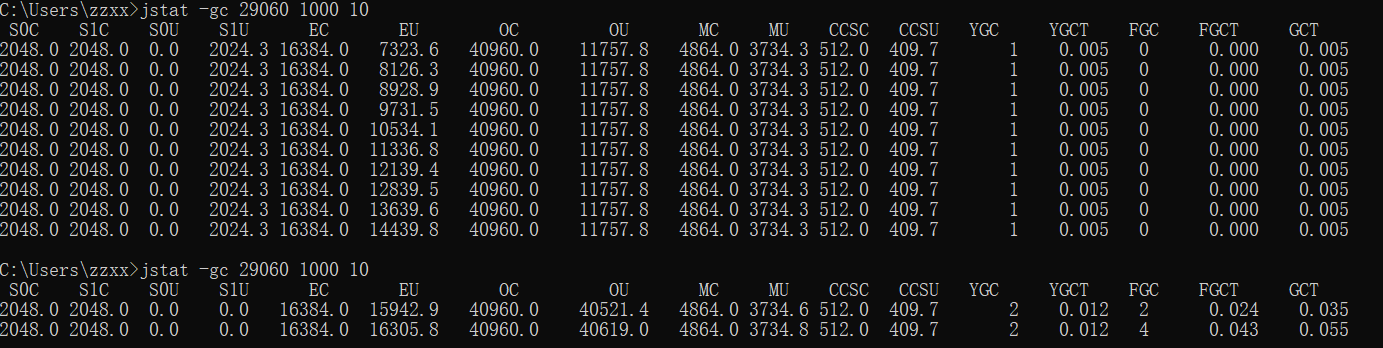 C:\Users\zzxx>jstat -gc 29060 1000 10
S0C S1C S0U S1U EC EU OC OU MC MU CCSC CCSU YGC YGCT FGC FGCT GCT
2048.0 2048.0 0.0 2024.3 16384.0 7323.6 40960.0 11757.8 4864.0 3734.3 512.0 409.7 1 0.005 0 0.000 0.005
2048.0 2048.0 0.0 2024.3 16384.0 8126.3 40960.0 11757.8 4864.0 3734.3 512.0 409.7 1 0.005 0 0.000 0.005
2048.0 2048.0 0.0 2024.3 16384.0 8928.9 40960.0 11757.8 4864.0 3734.3 512.0 409.7 1 0.005 0 0.000 0.005
2048.0 2048.0 0.0 2024.3 16384.0 9731.5 40960.0 11757.8 4864.0 3734.3 512.0 409.7 1 0.005 0 0.000 0.005
2048.0 2048.0 0.0 2024.3 16384.0 10534.1 40960.0 11757.8 4864.0 3734.3 512.0 409.7 1 0.005 0 0.000 0.005
2048.0 2048.0 0.0 2024.3 16384.0 11336.8 40960.0 11757.8 4864.0 3734.3 512.0 409.7 1 0.005 0 0.000 0.005
2048.0 2048.0 0.0 2024.3 16384.0 12139.4 40960.0 11757.8 4864.0 3734.3 512.0 409.7 1 0.005 0 0.000 0.005
2048.0 2048.0 0.0 2024.3 16384.0 12839.5 40960.0 11757.8 4864.0 3734.3 512.0 409.7 1 0.005 0 0.000 0.005
2048.0 2048.0 0.0 2024.3 16384.0 13639.6 40960.0 11757.8 4864.0 3734.3 512.0 409.7 1 0.005 0 0.000 0.005
2048.0 2048.0 0.0 2024.3 16384.0 14439.8 40960.0 11757.8 4864.0 3734.3 512.0 409.7 1 0.005 0 0.000 0.005
C:\Users\zzxx>jstat -gc 29060 1000 10
S0C S1C S0U S1U EC EU OC OU MC MU CCSC CCSU YGC YGCT FGC FGCT GCT
2048.0 2048.0 0.0 0.0 16384.0 15942.9 40960.0 40521.4 4864.0 3734.6 512.0 409.7 2 0.012 2 0.024 0.035
2048.0 2048.0 0.0 0.0 16384.0 16305.8 40960.0 40619.0 4864.0 3734.8 512.0 409.7 2 0.012 4 0.043 0.055